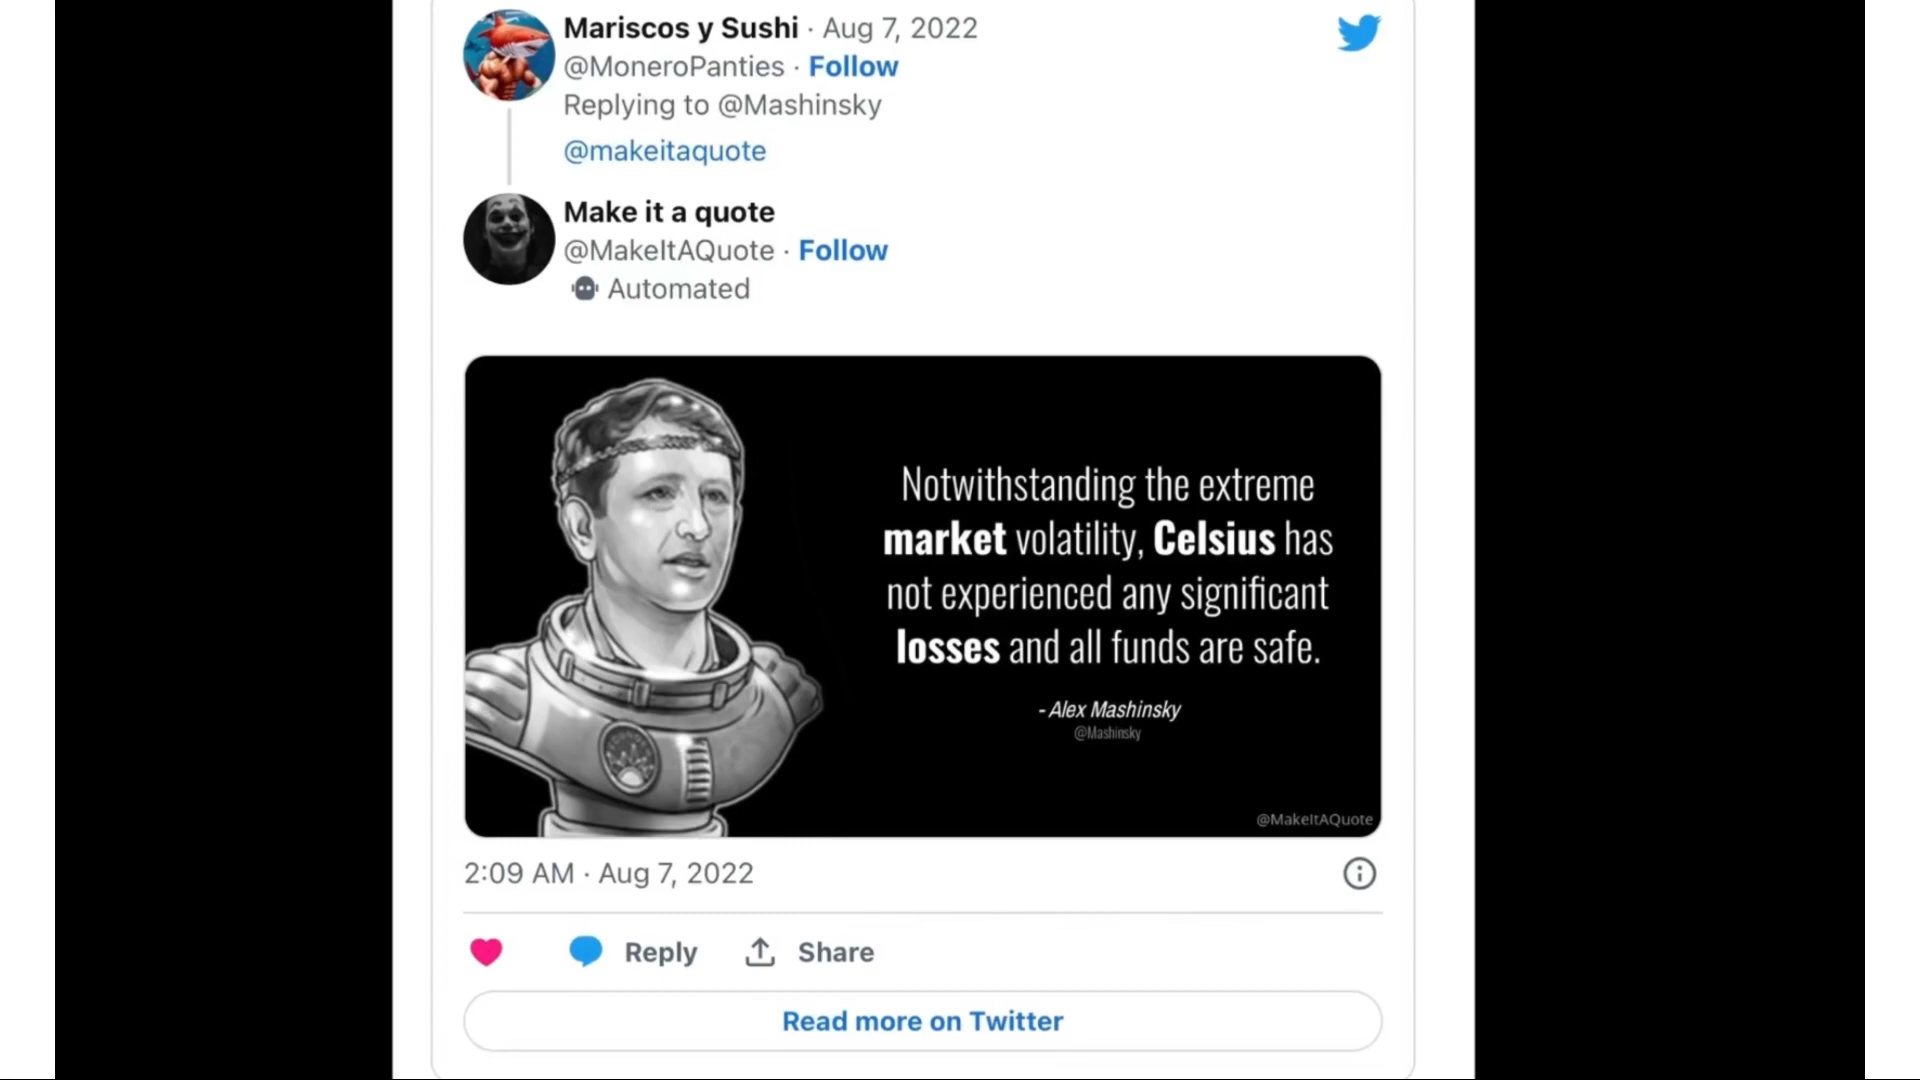 Mariscos y Sushi · Aug 7, 2022
@MoneroPanties · Follow
Replying to @Mashinsky
@makeitaquote
Make it a quote
@MakeItAQuote · Follow
Automated
Notwithstanding the extreme
market volatility, Celsius has
not experienced any significant
losses and all funds are safe.
- Alex Mashinsky
@Mashinsky
@MakeItAQuote
2:09 AM · Aug 7, 2022
Reply Share
Read more on Twitter